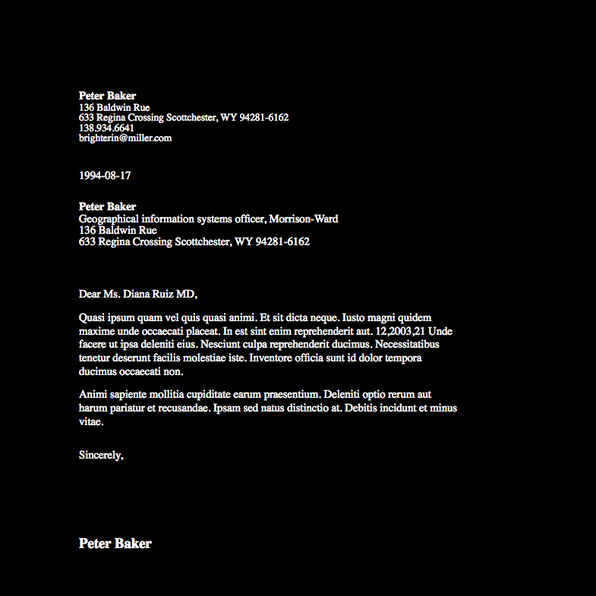 Peter Baker
136 Baldwin Rue
633 Regina Crossing Scottchester, WY 94281-6162
138.934.6641
brighterin@miller.com
1994-08-17
Peter Baker
Geographical information systems officer, Morrison-Ward
136 Baldwin Rue
633 Regina Crossing Scottchester, WY 94281-6162
Dear Ms. Diana Ruiz MD,
Quasi ipsum quam vel quis quasi animi. Et sit dicta neque. Iusto magni quidem
maxime unde occaecati placeat. In est sint enim reprehenderit aut. 12,2003,21 Unde
facere ut ipsa deleniti eius. Nesciunt culpa reprehenderit ducimus. Necessitatibus
tenetur deserunt facilis molestiae iste. Inventore officia sunt id dolor tempora
ducimus occaecati non.
Animi sapiente mollitia cupiditate earum praesentium. Deleniti optio rerum aut
harum pariatur et recusandae. Ipsam sed natus distinctio at. Debitis incidunt et minus
vitae.
Sincerely,
Peter Baker